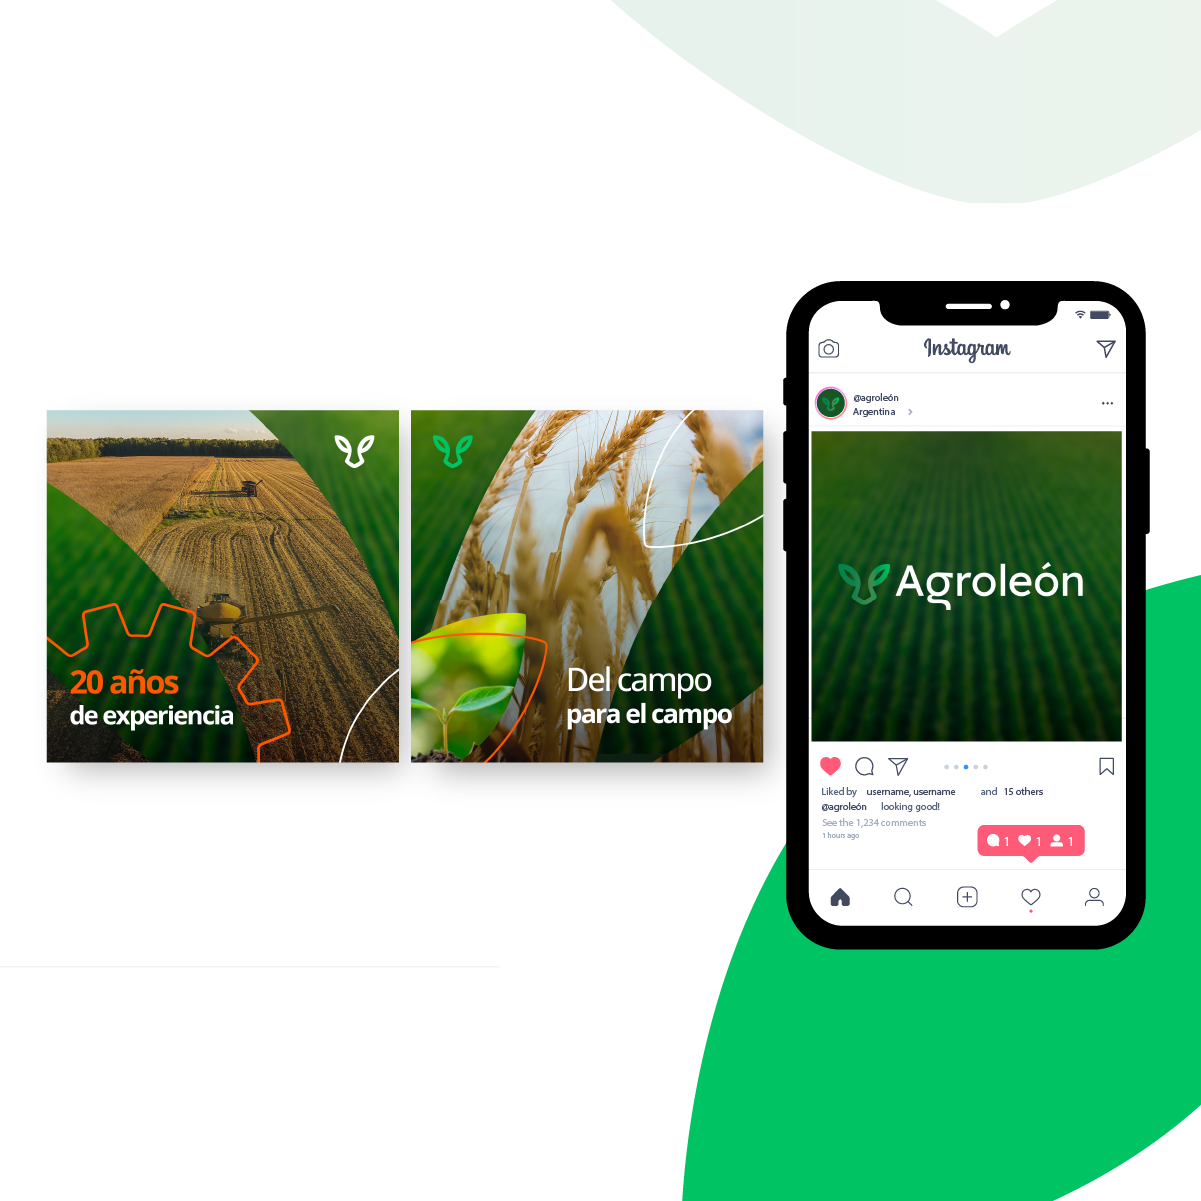 20 años
de experiencia
Del campo
para el campo
Instagram
@agroleón
Argentina
Agroleón
Liked by username, username and 15 others
@agroleón looking good!
See the 1,234 comments
1 hours ago
1 1 1